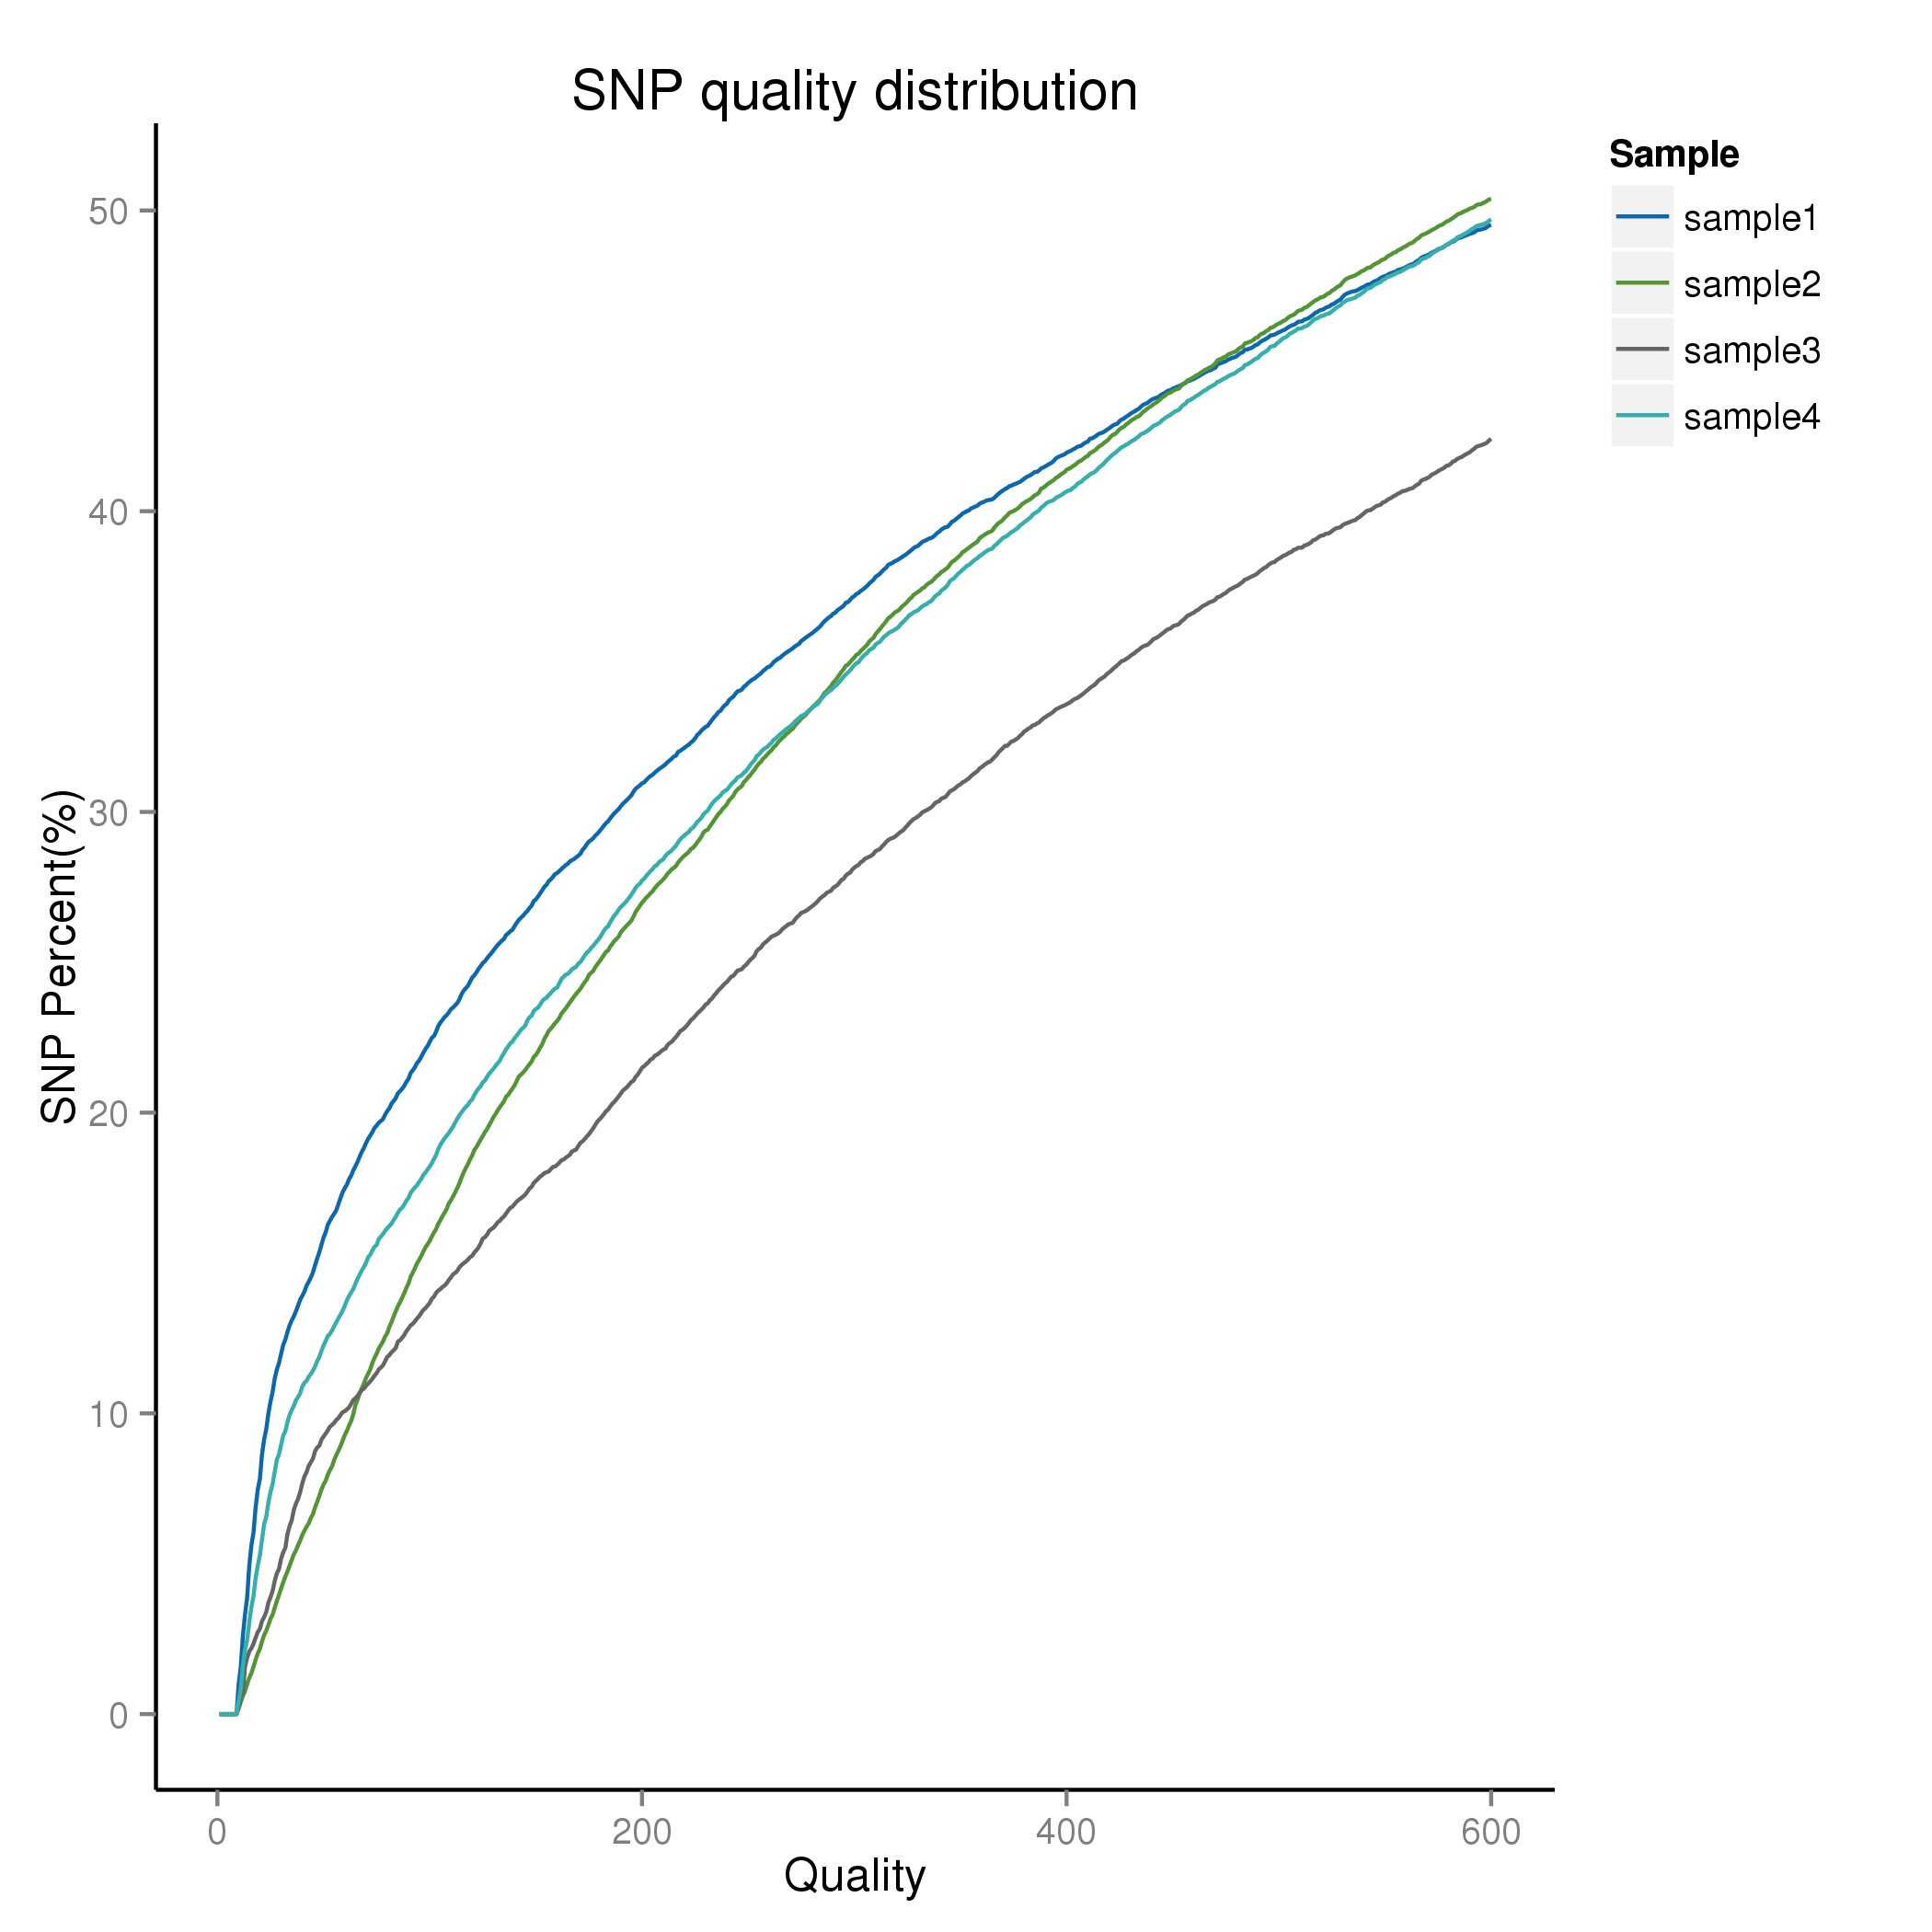 SNP quality distribution
Sample
sample1
sample2
sample3
sample4
SNP Percent(%)
50
40
30
20
10
0
0 200 400 600
Quality